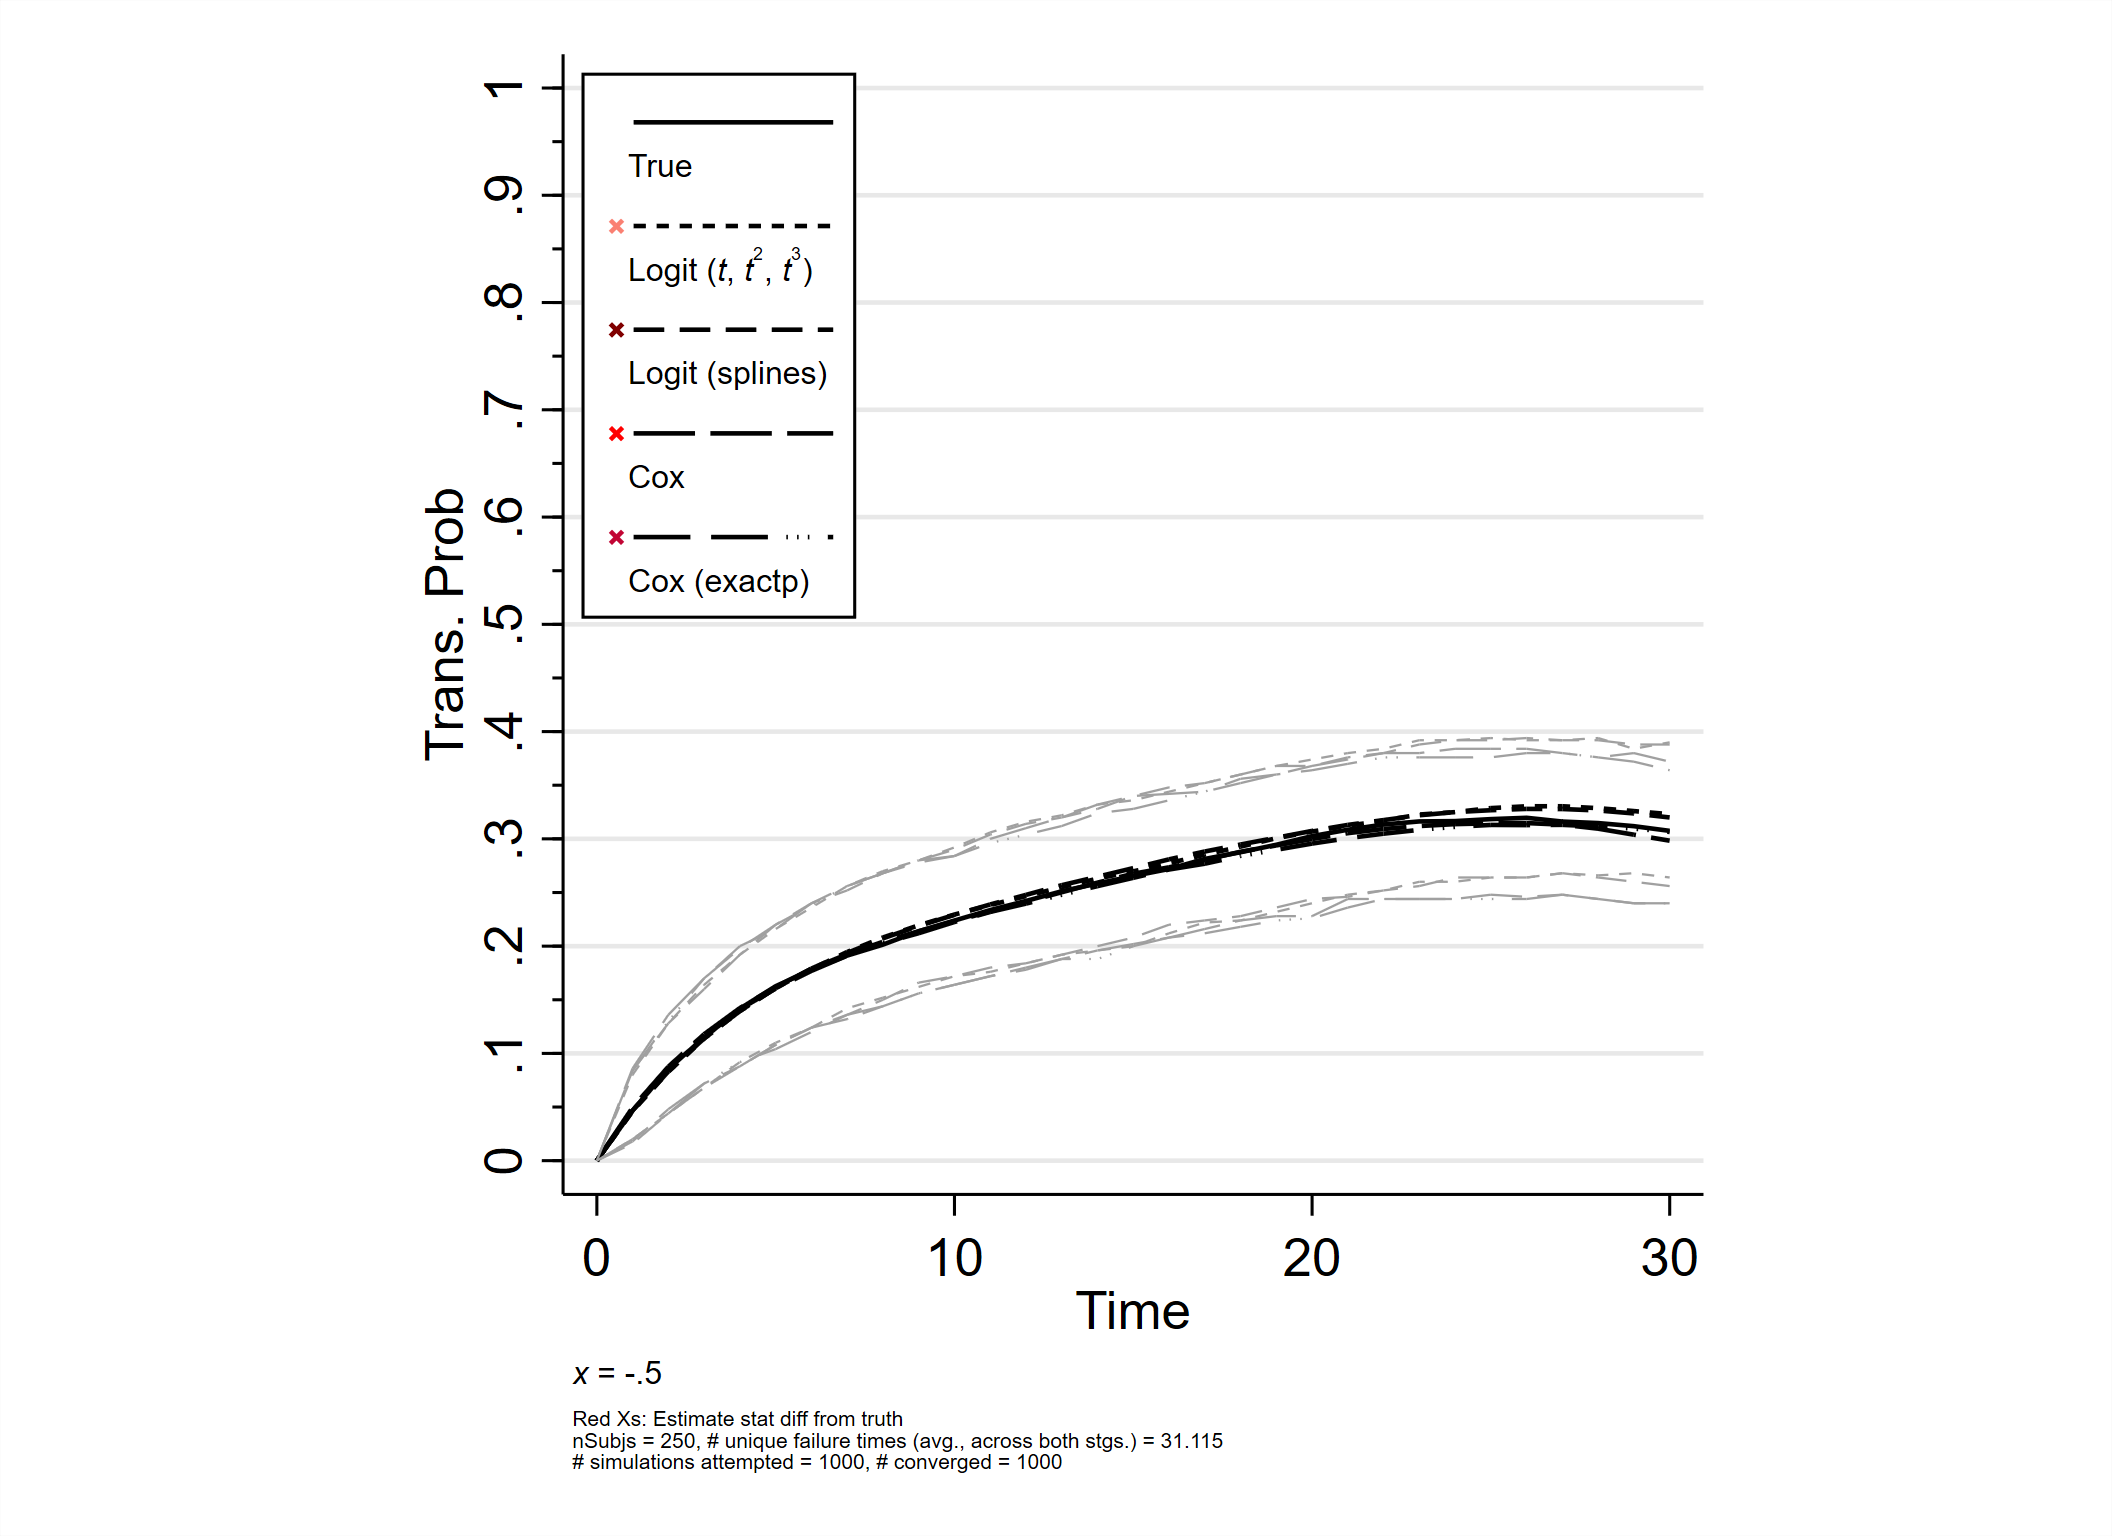 1
.9
.8
.7
.6
.5
.4
.3
.2
.1
0
Trans. Prob
True
Logit (t, t², t³)
Logit (splines)
Cox
Cox (exactp)
0 10 20 30
Time
x = -.5
Red Xs: Estimate stat diff from truth
nSubjs = 250, # unique failure times (avg., across both stgs.) = 31.115
# simulations attempted = 1000, # converged = 1000